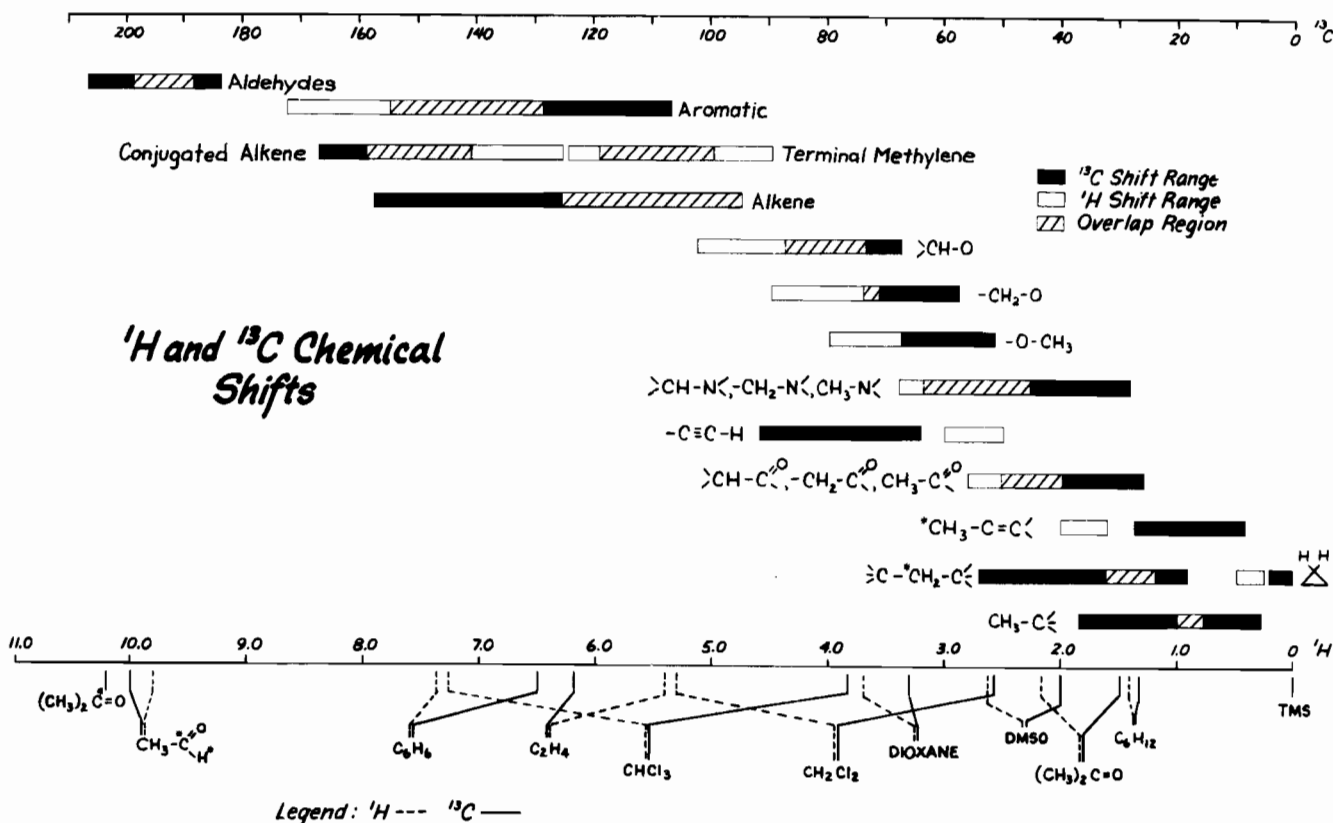 200 180 160 140 120 100 80 60 40 20 0 ¹³C
Aldehydes
Aromatic
Conjugated Alkene
Terminal Methylene
Alkene
¹³C Shift Range
¹H Shift Range
Overlap Region
>CH-O
-CH₂-O
-O-CH₃
¹H and ¹³C Chemical
Shifts
>CH-N<, -CH₂-N<, CH₃-N<
-C≡C-H
>CH-C=O, -CH₂-C=O, CH₃-C=O
*CH₃-C=C<
C-*CH₂-C
H H
CH₃-C
11.0 10.0 9.0 8.0 7.0 6.0 5.0 4.0 3.0 2.0 1.0 0 ¹H
(CH₃)₂C*=O
CH₃-C*=O
H*
C₆H₆
C₂H₄
CHCl₃
CH₂Cl₂
DIOXANE
DMSO
(CH₃)₂C=O
C₆H₁₂
TMS
Legend: ¹H --- ¹³C —